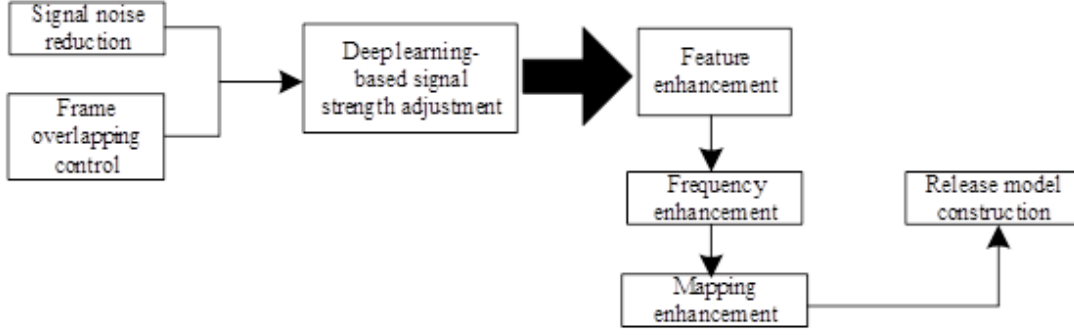 Signal noise
reduction
Frame
overlapping
control
Deep learning-
based signal
strength adjustment
Feature
enhancement
Frequency
enhancement
Mapping
enhancement
Release model
construction